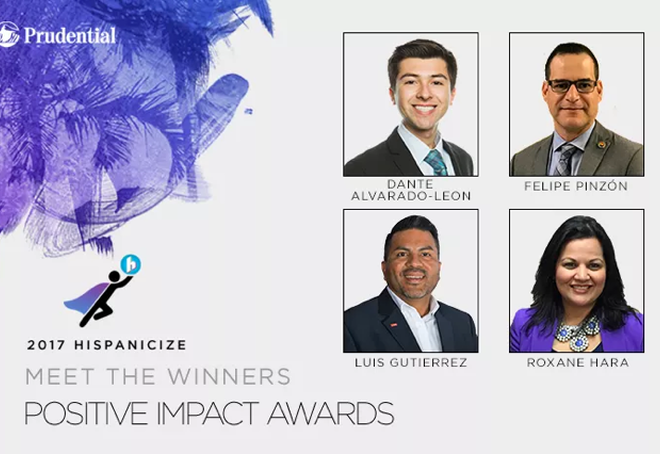 Prudential
DANTE
ALVARADO-LEON
FELIPE PINZÓN
h
2017 HISPANICIZE
LUIS GUTIERREZ
ROXANE HARA
MEET THE WINNERS
POSITIVE IMPACT AWARDS